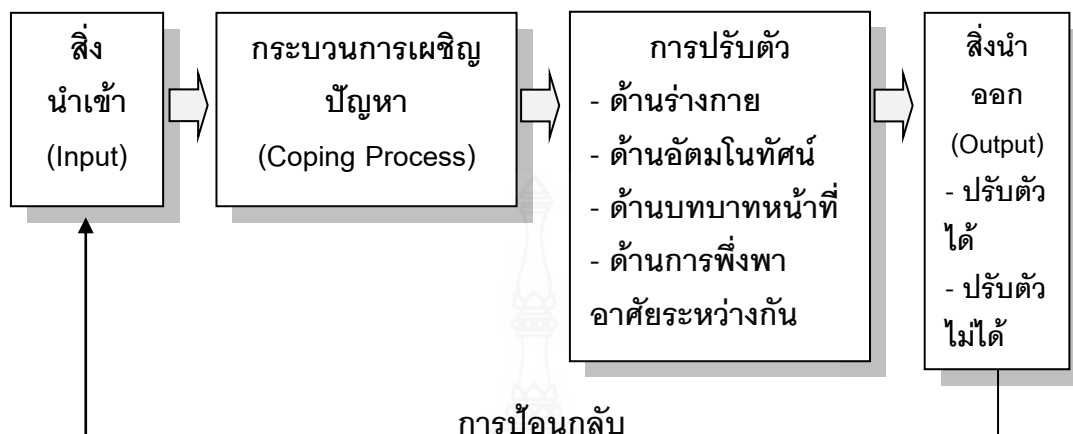 สิ่ง
นำเข้า
(Input)
กระบวนการเผชิญ
ปัญหา
(Coping Process)
การปรับตัว
- ด้านร่างกาย
- ด้านอัตมโนทัศน์
- ด้านบทบาทหน้าที่
- ด้านการพึ่งพา
อาศัยระหว่างกัน
สิ่งนำ
ออก
(Output)
- ปรับตัว
ได้
- ปรับตัว
ไม่ได้
การป้อนกลับ